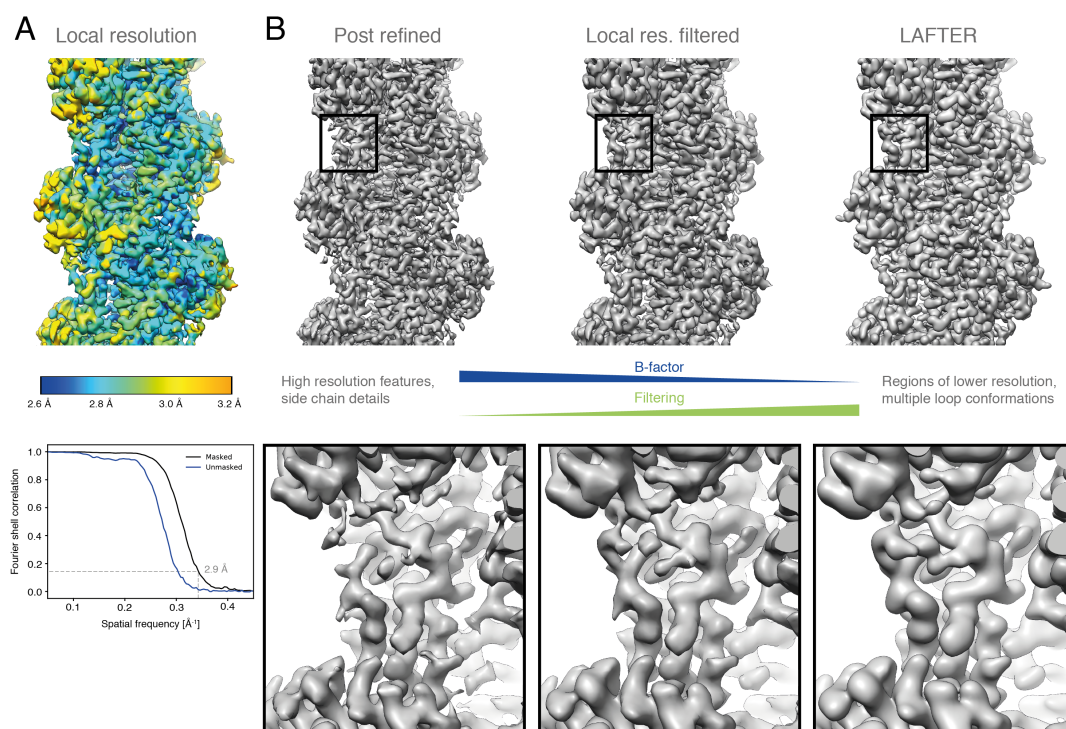 A
Local resolution
B
Post refined
Local res. filtered
LAFTER
2.6 Å
2.8 Å
3.0 Å
3.2 Å
High resolution features,
side chain details
B-factor
Filtering
Regions of lower resolution,
multiple loop conformations
Fourier shell correlation
1.0
0.8
0.6
0.4
0.2
0.0
Masked
Unmasked
2.9 Å
0.1
0.2
0.3
0.4
Spatial frequency [Å⁻¹]